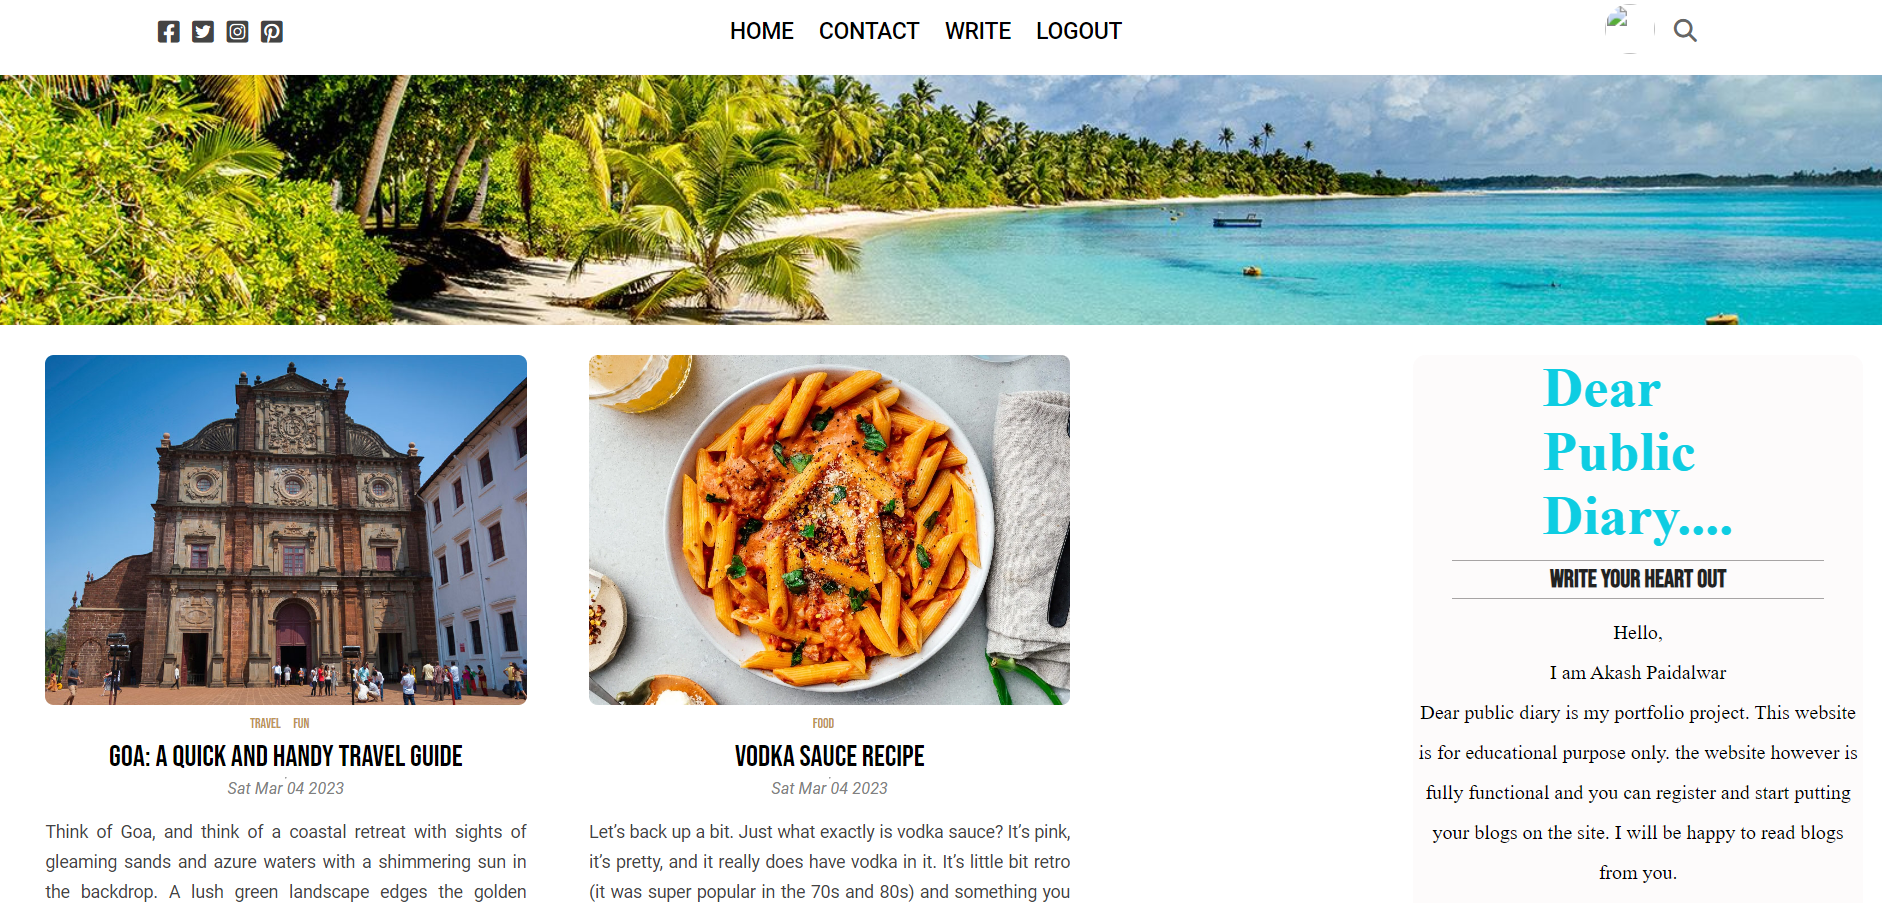 HOME CONTACT WRITE LOGOUT
TRAVEL FUN
GOA: A QUICK AND HANDY TRAVEL GUIDE
Sat Mar 04 2023
Think of Goa, and think of a coastal retreat with sights of
gleaming sands and azure waters with a shimmering sun in
the backdrop. A lush green landscape edges the golden
FOOD
VODKA SAUCE RECIPE
Sat Mar 04 2023
Let’s back up a bit. Just what exactly is vodka sauce? It’s pink,
it’s pretty, and it really does have vodka in it. It’s little bit retro
(it was super popular in the 70s and 80s) and something you
Dear
Public
Diary....
WRITE YOUR HEART OUT
Hello,
I am Akash Paidalwar
Dear public diary is my portfolio project. This website
is for educational purpose only. the website however is
fully functional and you can register and start putting
your blogs on the site. I will be happy to read blogs
from you.